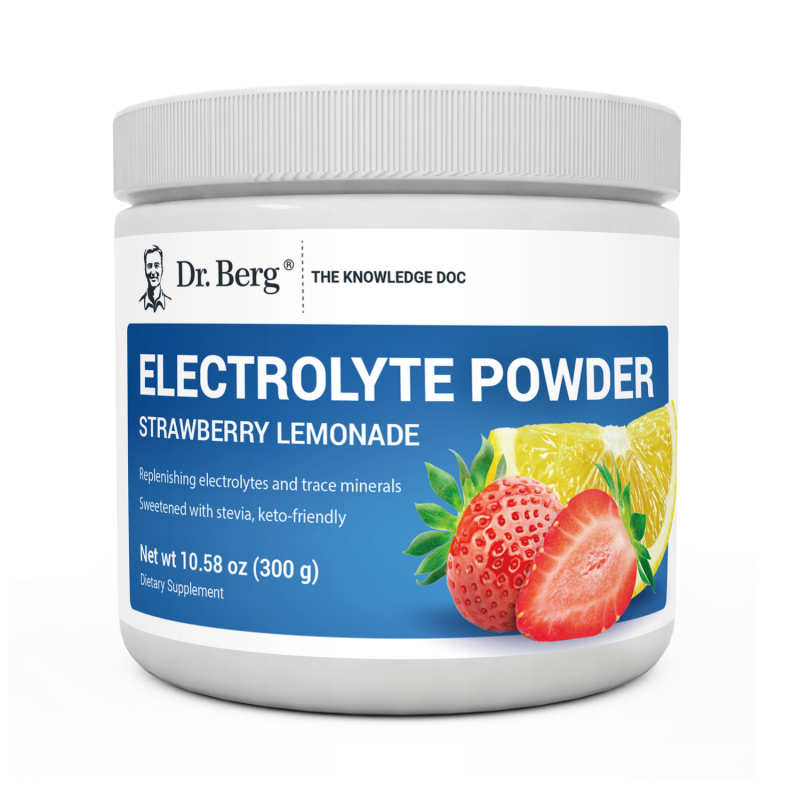 Dr. Berg®
THE KNOWLEDGE DOC
ELECTROLYTE POWDER
STRAWBERRY LEMONADE
Replenishing electrolytes and trace minerals
Sweetened with stevia, keto-friendly
Net wt 10.58 oz (300 g)
Dietary Supplement